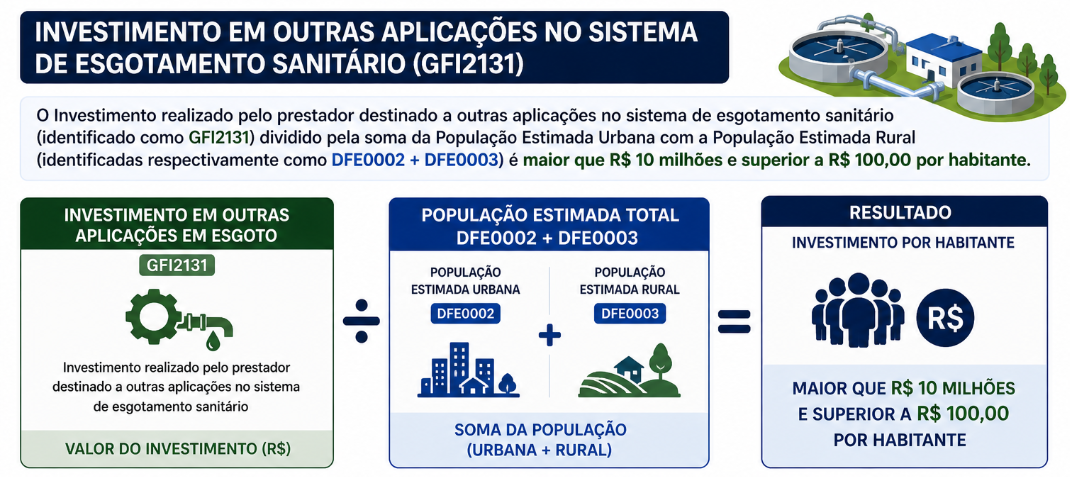 INVESTIMENTO EM OUTRAS APLICAÇÕES NO SISTEMA
DE ESGOTAMENTO SANITÁRIO (GFI2131)
O Investimento realizado pelo prestador destinado a outras aplicações no sistema de esgotamento sanitário
(identificado como GFI2131) dividido pela soma da População Estimada Urbana com a População Estimada Rural
(identificadas respectivamente como DFE0002 + DFE0003) é maior que R$ 10 milhões e superior a R$ 100,00 por habitante.
INVESTIMENTO EM OUTRAS
APLICAÇÕES EM ESGOTO
GFI2131
Investimento realizado pelo prestador
destinado a outras aplicações no sistema
de esgotamento sanitário
VALOR DO INVESTIMENTO (R$)
÷
POPULAÇÃO ESTIMADA TOTAL
DFE0002 + DFE0003
POPULAÇÃO
ESTIMADA URBANA
DFE0002
+
POPULAÇÃO
ESTIMADA RURAL
DFE0003
SOMA DA POPULAÇÃO
(URBANA + RURAL)
=
RESULTADO
INVESTIMENTO POR HABITANTE
R$
MAIOR QUE R$ 10 MILHÕES
E SUPERIOR A R$ 100,00
POR HABITANTE